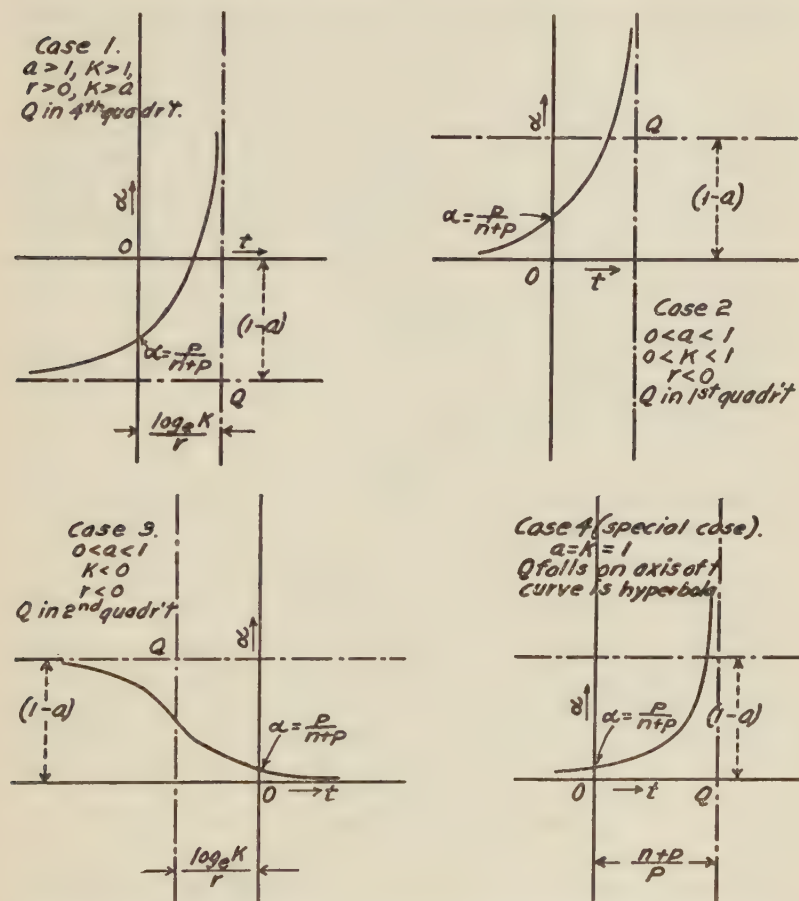 Case 1.
a > 1, K > 1,
r > 0, K > a
Q in 4th quadr't.
α
O
t
(1-a)
α = p/n+p
Q
logₑ K/r
α
Q
(1-a)
α = p/n+p
O
t
Case 2
0 < a < 1
0 < K < 1
r < 0
Q in 1st quadr't
Case 3.
0 < a < 1
K < 0
r < 0
Q in 2nd quadr't
α
Q
(1-a)
α = p/n+p
O
t
logₑ K/r
Case 4 (special case).
a = K = 1
Q falls on axis of t
curve is hyperbola
α
α = p/n+p
(1-a)
O
t
Q
n+p/p